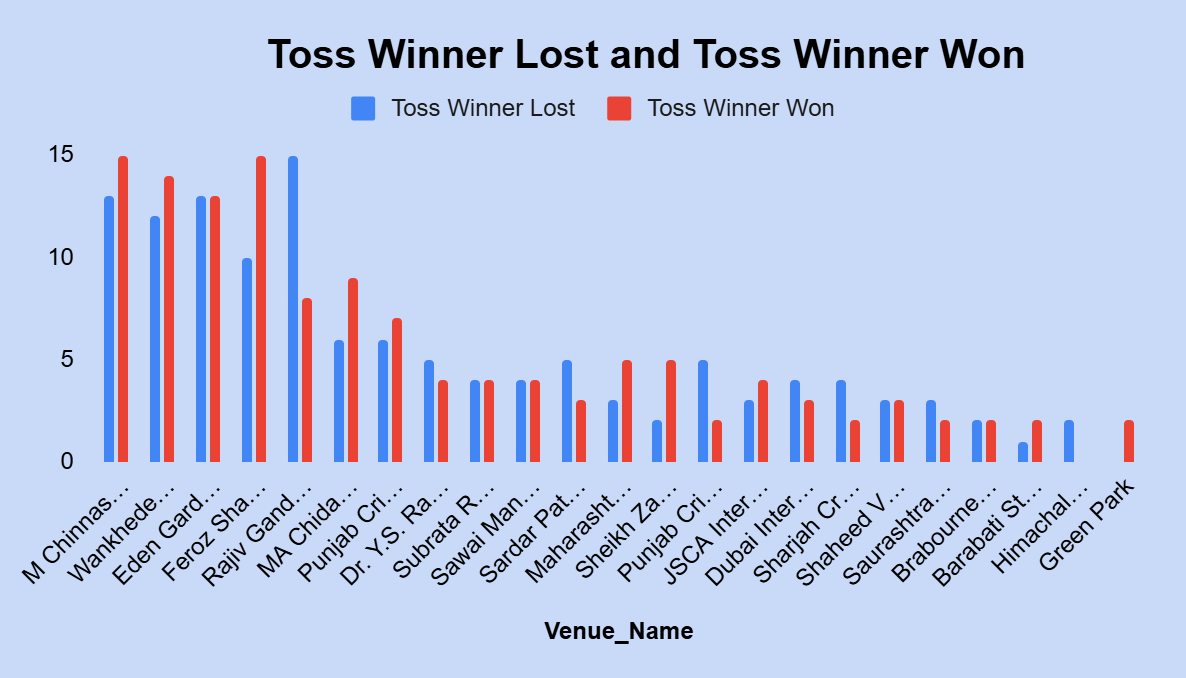 Toss Winner Lost and Toss Winner Won
Toss Winner Lost
Toss Winner Won
15
10
5
0
M Chinnas…
Wankhede…
Eden Gard…
Feroz Sha…
Rajiv Gand…
MA Chida…
Punjab Cri…
Dr. Y.S. Ra…
Subrata R…
Sawai Man…
Sardar Pat…
Maharasht…
Sheikh Za…
Punjab Cri…
JSCA Inter…
Dubai Inter…
Sharjah Cr…
Shaheed V…
Saurashtra…
Brabourne…
Barabati St…
Himachal…
Green Park
Venue_Name